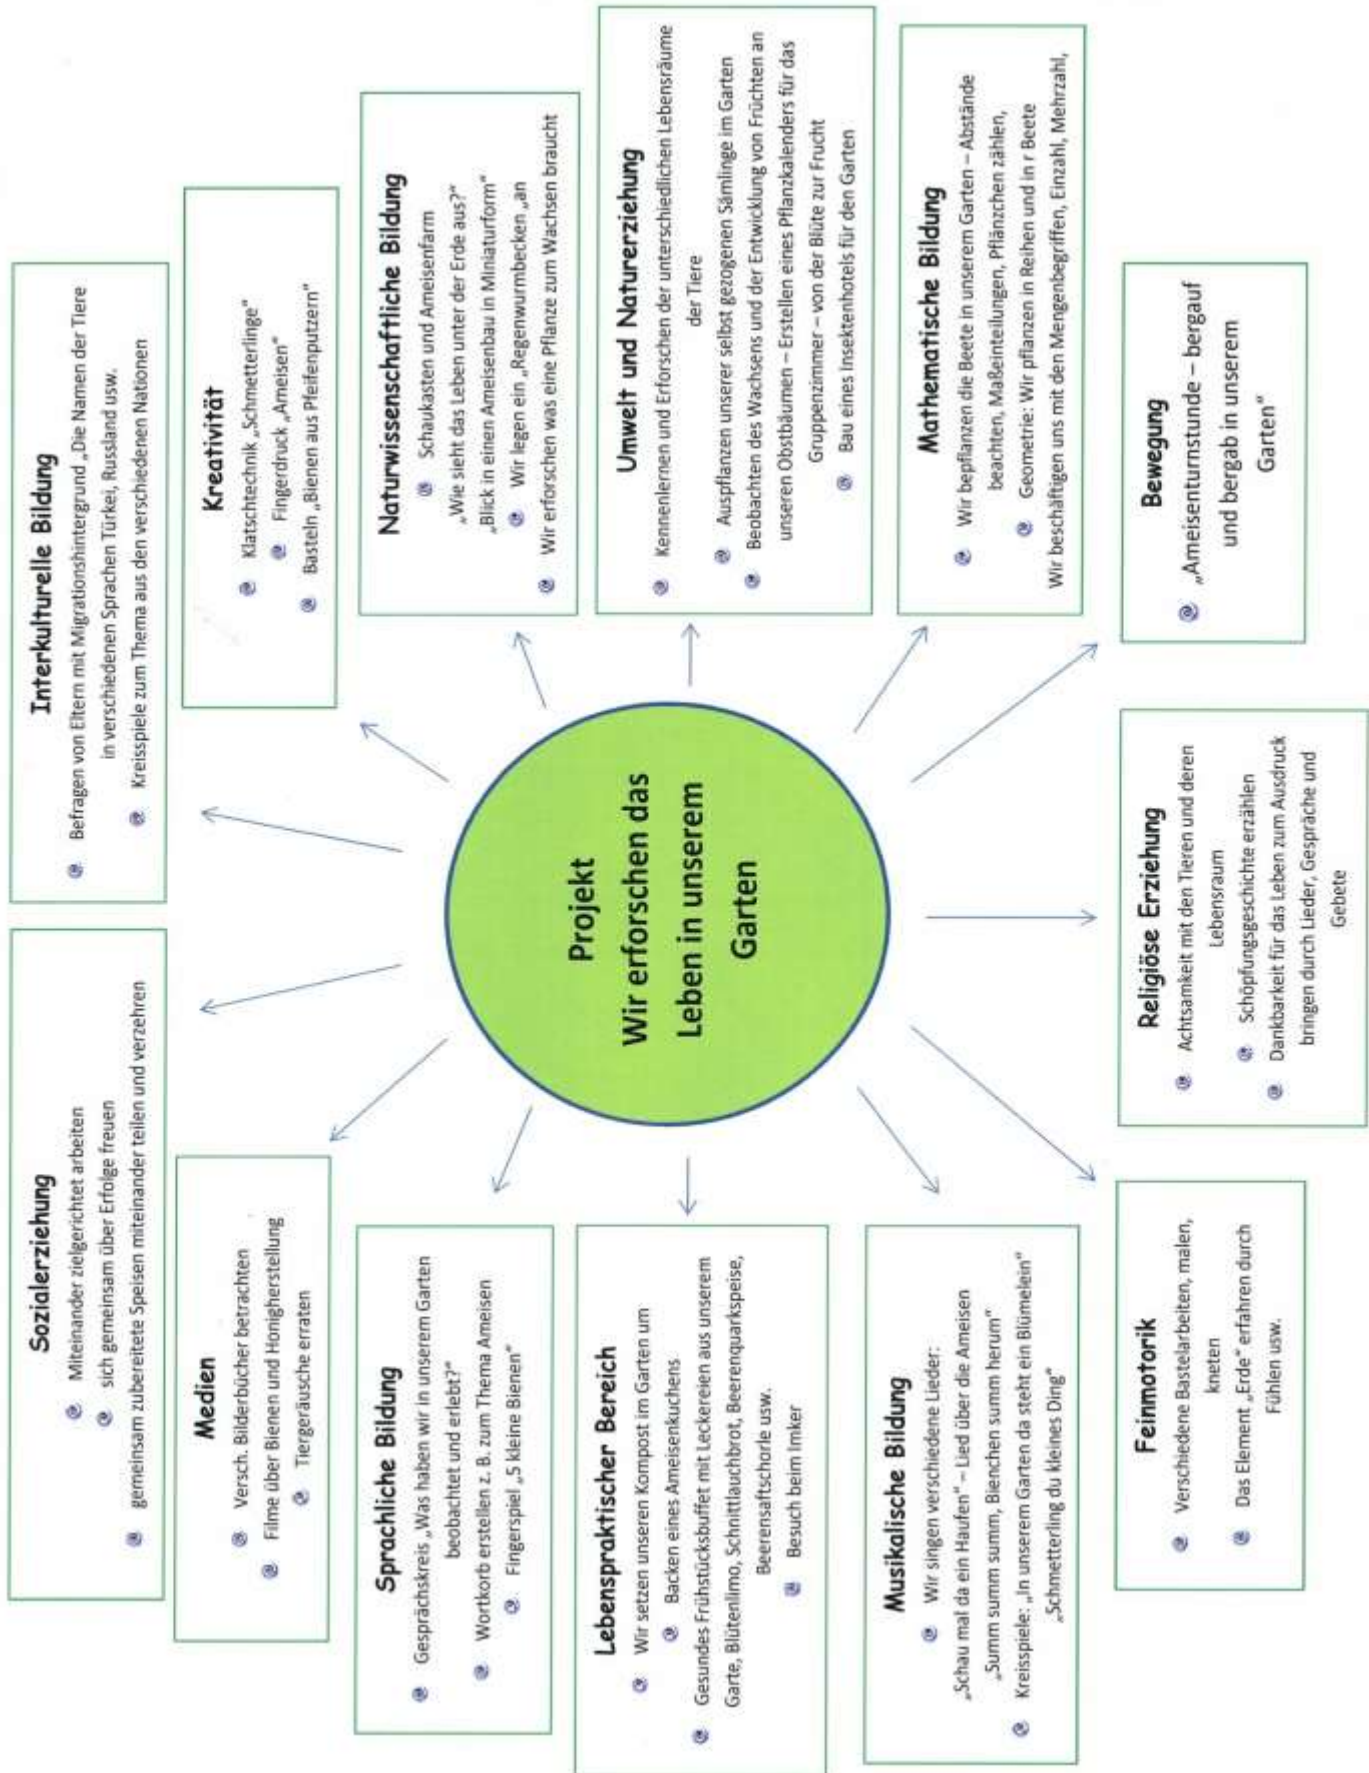 Sozialerziehung
Miteinander zielgerichtet arbeiten
sich gemeinsam über Erfolge freuen
gemeinsam zubereitete Speisen miteinander teilen und verzehren
Interkulturelle Bildung
Befragen von Eltern mit Migrationshintergrund „Die Namen der Tiere
in verschiedenen Sprachen Türkei, Russland usw.
Kreisspiele zum Thema aus den verschiedenen Nationen
Medien
Versch. Bilderbücher betrachten
Filme über Bienen und Honigherstellung
Tiergeräusche erraten
Kreativität
Klatschtechnik „Schmetterlinge“
Fingerdruck „Ameisen“
Basteln „Bienen aus Pfeifenputzern“
Sprachliche Bildung
Gesprächskreis „Was haben wir in unserem Garten
beobachtet und erlebt?“
Wortkorb erstellen z. B. zum Thema Ameisen
Fingerspiel „5 kleine Bienen“
Naturwissenschaftliche Bildung
Schaukasten und Ameisenfarm
„Wie sieht das Leben unter der Erde aus?“
„Blick in einen Ameisenbau in Miniaturform“
Wir legen ein „Regenwurmbecken „an
Wir erforschen was eine Pflanze zum Wachsen braucht
Projekt
Wir erforschen das
Leben in unserem
Garten
Lebenspraktischer Bereich
Wir setzen unseren Kompost im Garten um
Backen eines Ameisenkuchens
Gesundes Frühstücksbuffet mit Leckereien aus unserem
Garte, Blütenlimo, Schnittlauchbrot, Beerenquarkspeise,
Beerensaftschorle usw.
Besuch beim Imker
Umwelt und Naturerziehung
Kennenlernen und Erforschen der unterschiedlichen Lebensräume
der Tiere
Auspflanzen unserer selbst gezogenen Sämlinge im Garten
Beobachten des Wachsens und der Entwicklung von Früchten an
unseren Obstbäumen – Erstellen eines Pflanzkalenders für das
Gruppenzimmer – von der Blüte zur Frucht
Bau eines Insektenhotels für den Garten
Musikalische Bildung
Wir singen verschiedene Lieder:
„Schau mal da ein Haufen“ – Lied über die Ameisen
„Summ summ summ, Bienchen summ herum“
Kreisspiele: „In unserem Garten da steht ein Blümelein“
„Schmetterling du kleines Ding“
Mathematische Bildung
Wir bepflanzen die Beete in unserem Garten – Abstände
beachten, Maßeinteilungen, Pflänzchen zählen,
Geometrie: Wir pflanzen in Reihen und in r Beete
Wir beschäftigen uns mit den Mengenbegriffen, Einzahl, Mehrzahl,
Feinmotorik
Verschiedene Bastelarbeiten, malen,
kneten
Das Element „Erde“ erfahren durch
Fühlen usw.
Religiöse Erziehung
Achtsamkeit mit den Tieren und deren
Lebensraum
Schöpfungsgeschichte erzählen
Dankbarkeit für das Leben zum Ausdruck
bringen durch Lieder, Gespräche und
Gebete
Bewegung
„Ameisenturnstunde – bergauf
und bergab in unserem
Garten“